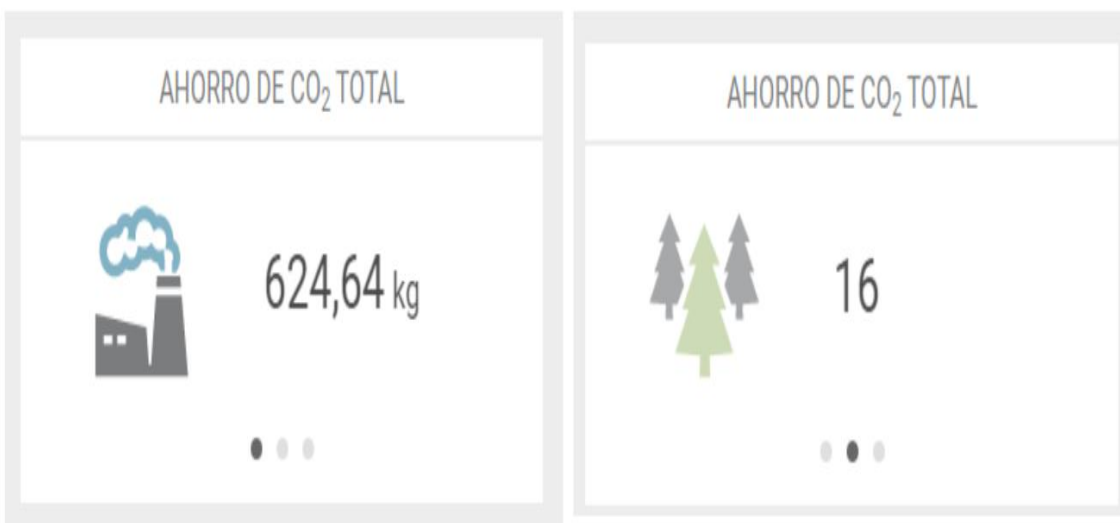 AHORRO DE CO₂ TOTAL
624,64 kg
AHORRO DE CO₂ TOTAL
16